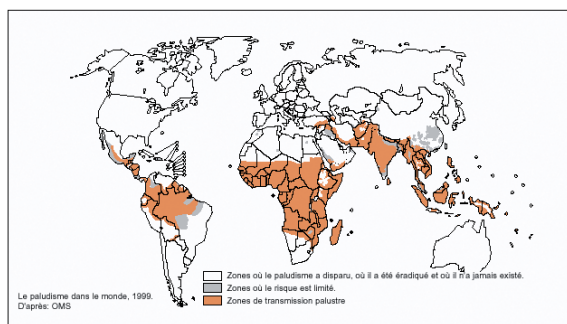 Zones où le paludisme a disparu, où il a été éradiqué et où il n'a jamais existé.
Zones où le risque est limité.
Zones de transmission palustre
Le paludisme dans le monde, 1999.
D'après: OMS